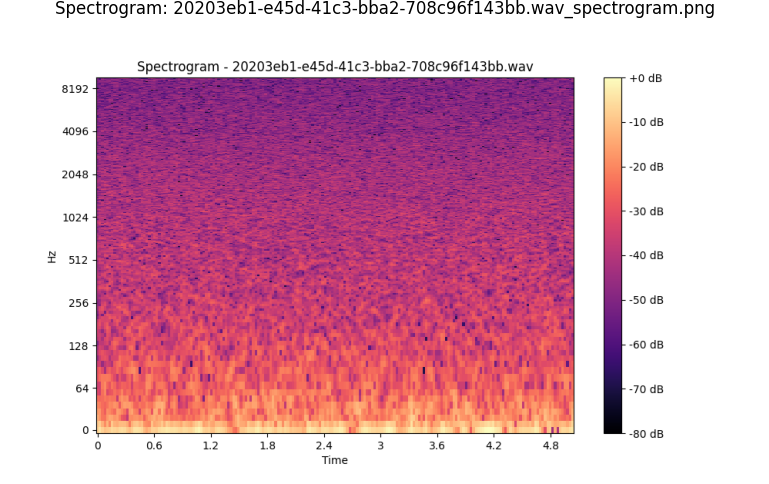 Spectrogram: 20203eb1-e45d-41c3-bba2-708c96f143bb.wav_spectrogram.png
Spectrogram - 20203eb1-e45d-41c3-bba2-708c96f143bb.wav
8192
4096
2048
1024
512
256
128
64
0
Hz
0 0.6 1.2 1.8 2.4 3 3.6 4.2 4.8
Time
+0 dB
-10 dB
-20 dB
-30 dB
-40 dB
-50 dB
-60 dB
-70 dB
-80 dB